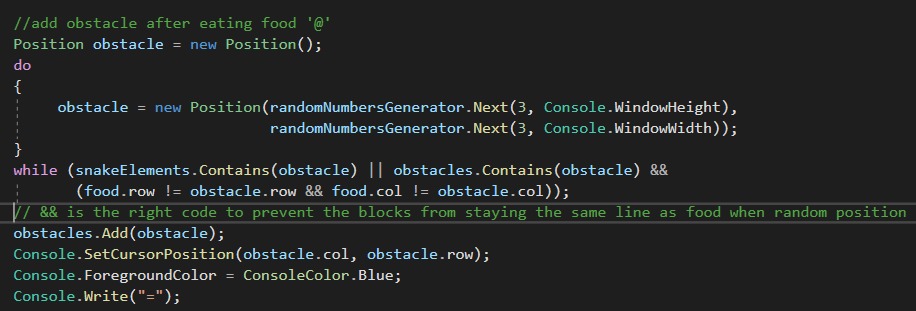 //add obstacle after eating food '@'
Position obstacle = new Position();
do
{
obstacle = new Position(randomNumbersGenerator.Next(3, Console.WindowHeight),
randomNumbersGenerator.Next(3, Console.WindowWidth));
}
while (snakeElements.Contains(obstacle) || obstacles.Contains(obstacle) &&
(food.row != obstacle.row && food.col != obstacle.col));
// && is the right code to prevent the blocks from staying the same line as food when random position
obstacles.Add(obstacle);
Console.SetCursorPosition(obstacle.col, obstacle.row);
Console.ForegroundColor = ConsoleColor.Blue;
Console.Write("=");